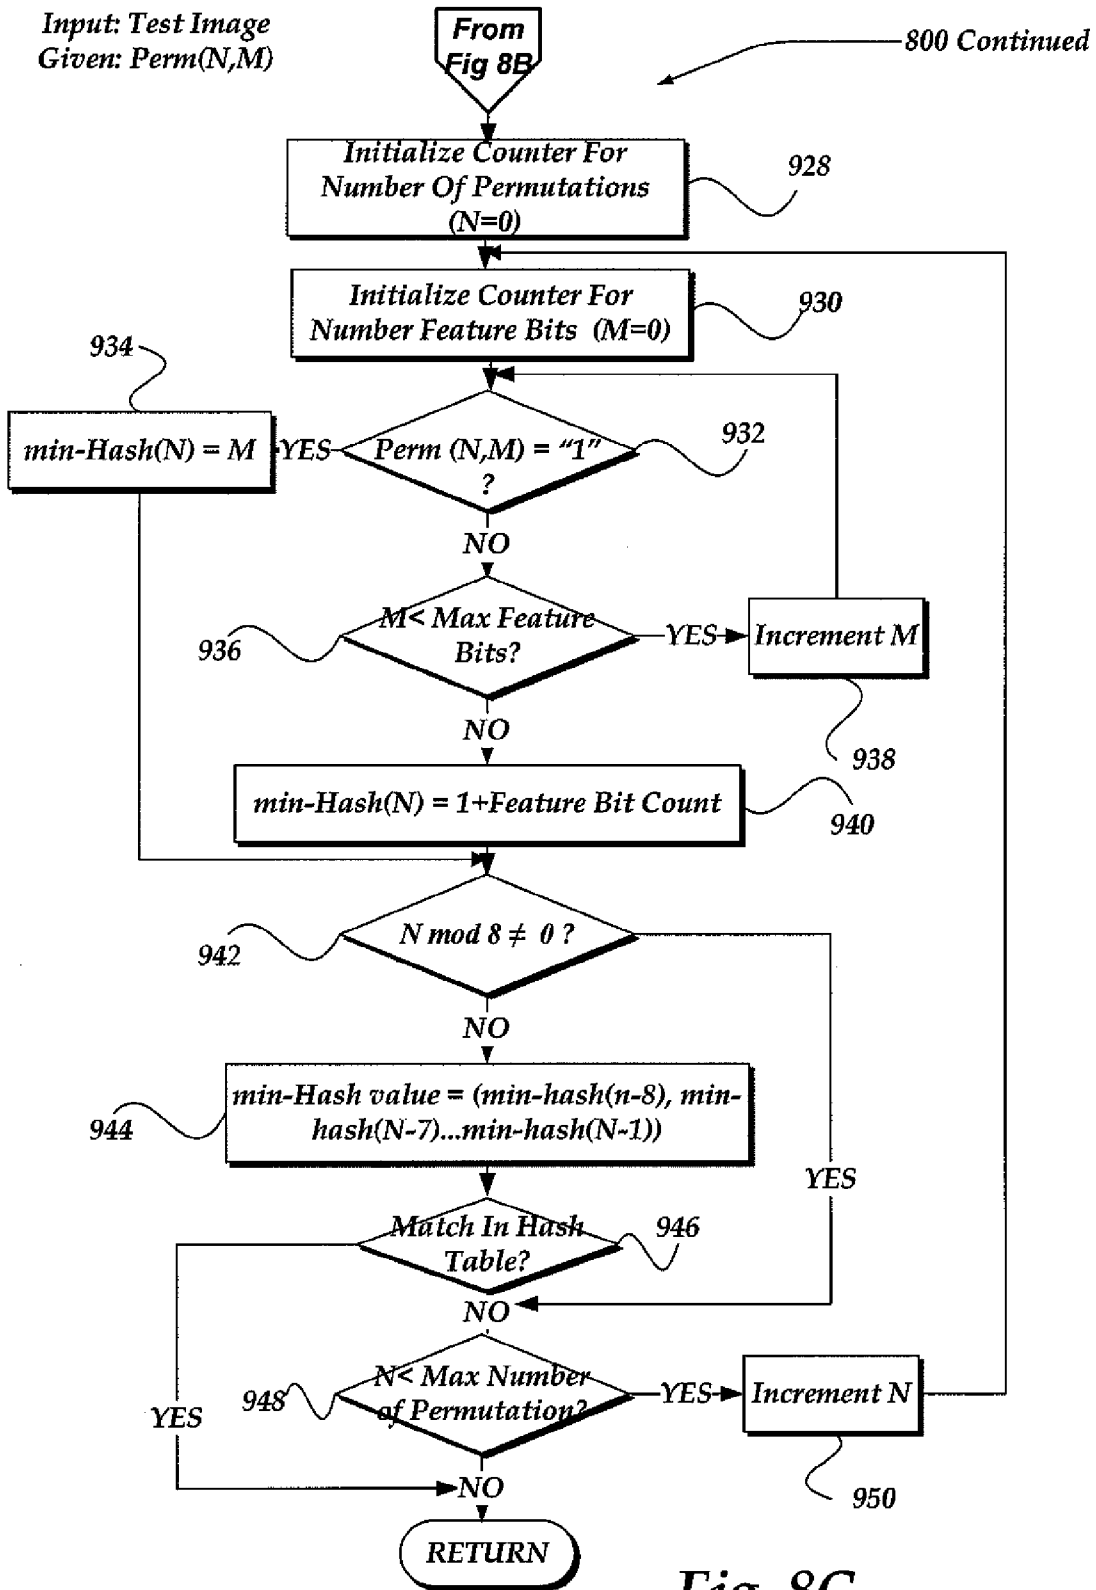 Input: Test Image
Given: Perm(N,M)
From
Fig 8B
800 Continued
Initialize Counter For
Number Of Permutations
(N=0)
928
Initialize Counter For
Number Feature Bits (M=0)
930
934
min-Hash(N) = M
YES
Perm (N,M) = “1”
?
932
NO
M< Max Feature
Bits?
936
YES
Increment M
938
NO
min-Hash(N) = 1+Feature Bit Count
940
N mod 8 ≠ 0 ?
942
NO
min-Hash value = (min-hash(n-8), min-
hash(N-7)...min-hash(N-1))
944
YES
Match In Hash
Table?
946
NO
N< Max Number
of Permutation?
948
YES
Increment N
950
YES
NO
RETURN
Fig. 8C